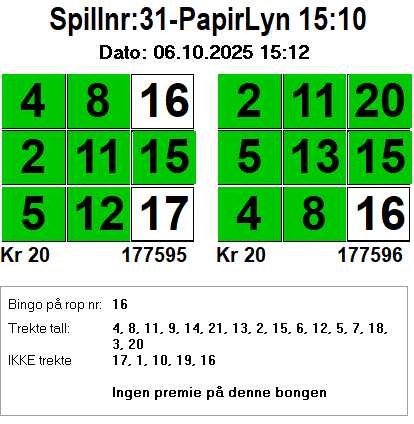 Spillnr:31-PapirLyn 15:10
Dato: 06.10.2025 15:12
4 8 16 2 11 20
2 11 15 5 13 15
5 12 17 4 8 16
Kr 20 177595 Kr 20 177596
Bingo på rop nr: 16
Trekte tall: 4, 8, 11, 9, 14, 21, 13, 2, 15, 6, 12, 5, 7, 18,
3, 20
IKKE trekte 17, 1, 10, 19, 16
Ingen premie på denne bongen